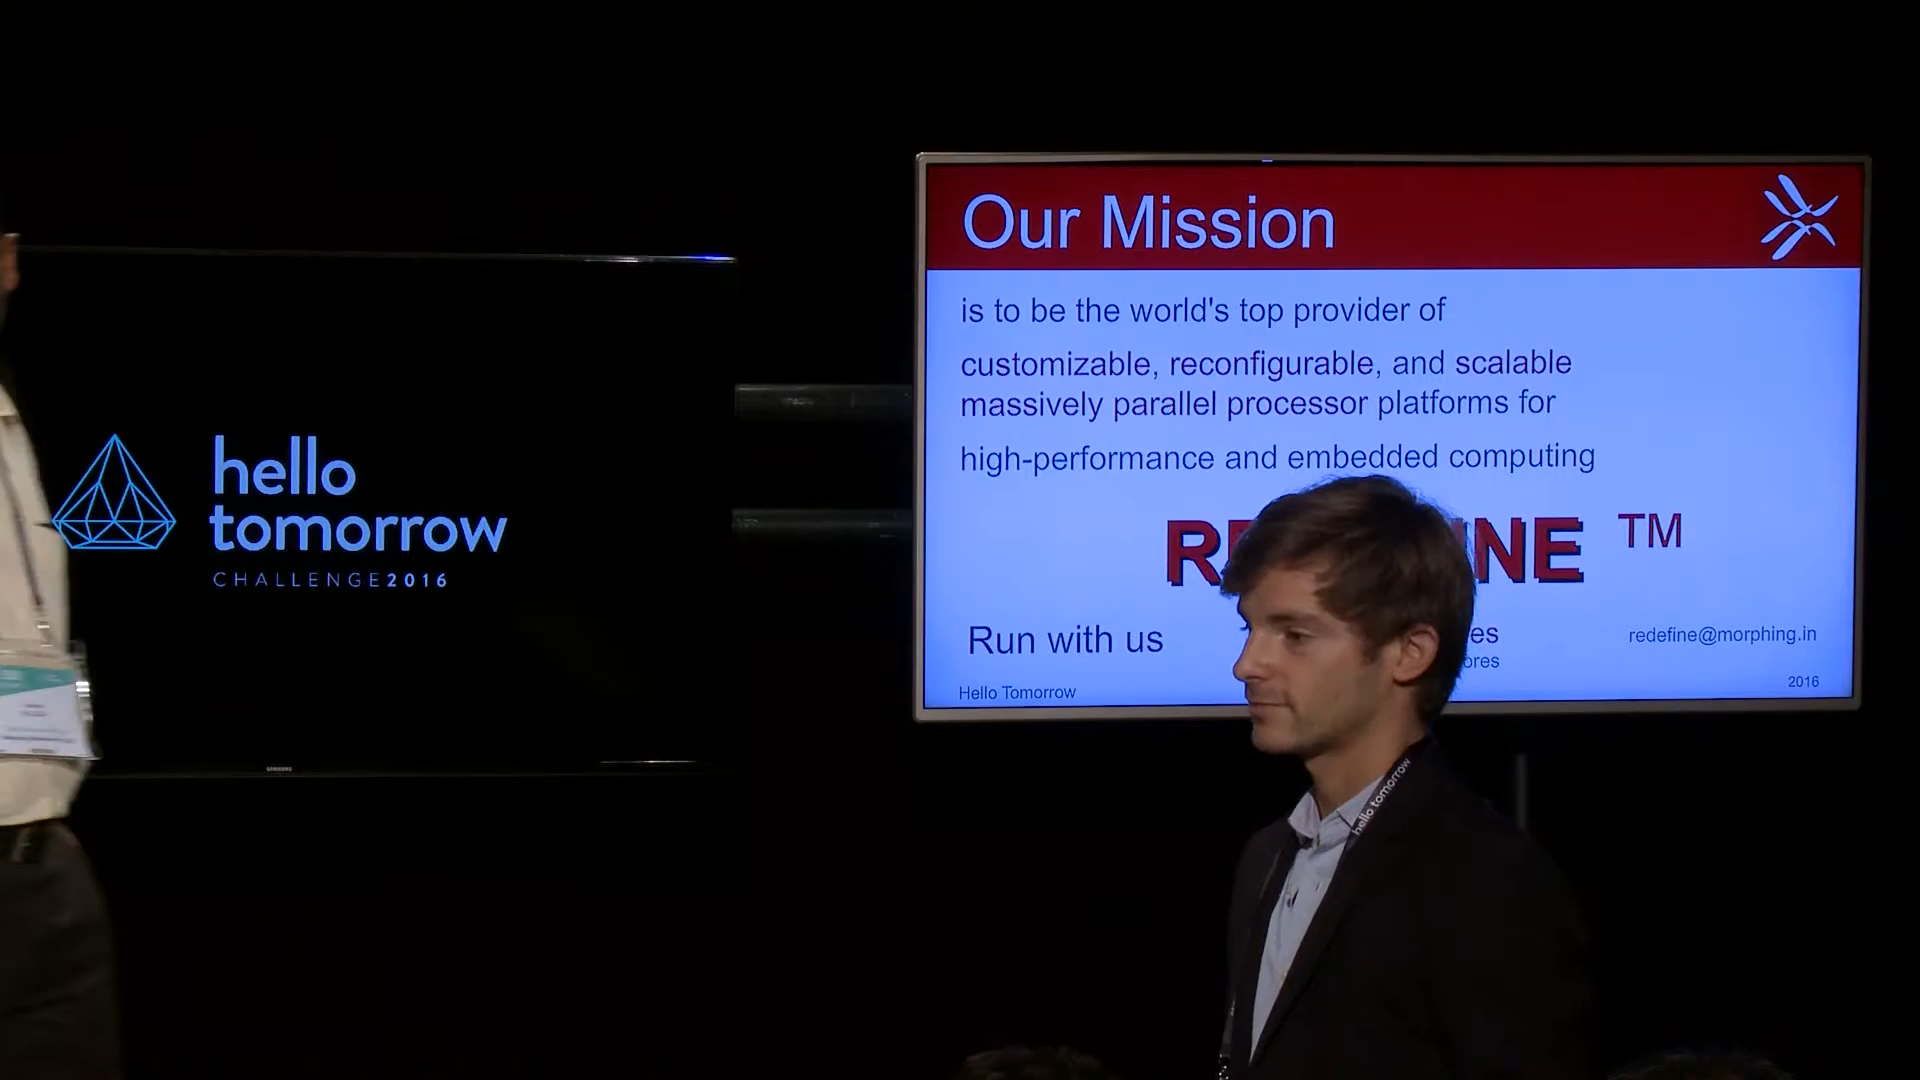 hello
tomorrow
CHALLENGE2016
SAMSUNG
Our Mission
is to be the world's top provider of
customizable, reconfigurable, and scalable
massively parallel processor platforms for
high-performance and embedded computing
TM
Run with us
redefine@morphing.in
Hello Tomorrow
2016
hello tomorrow